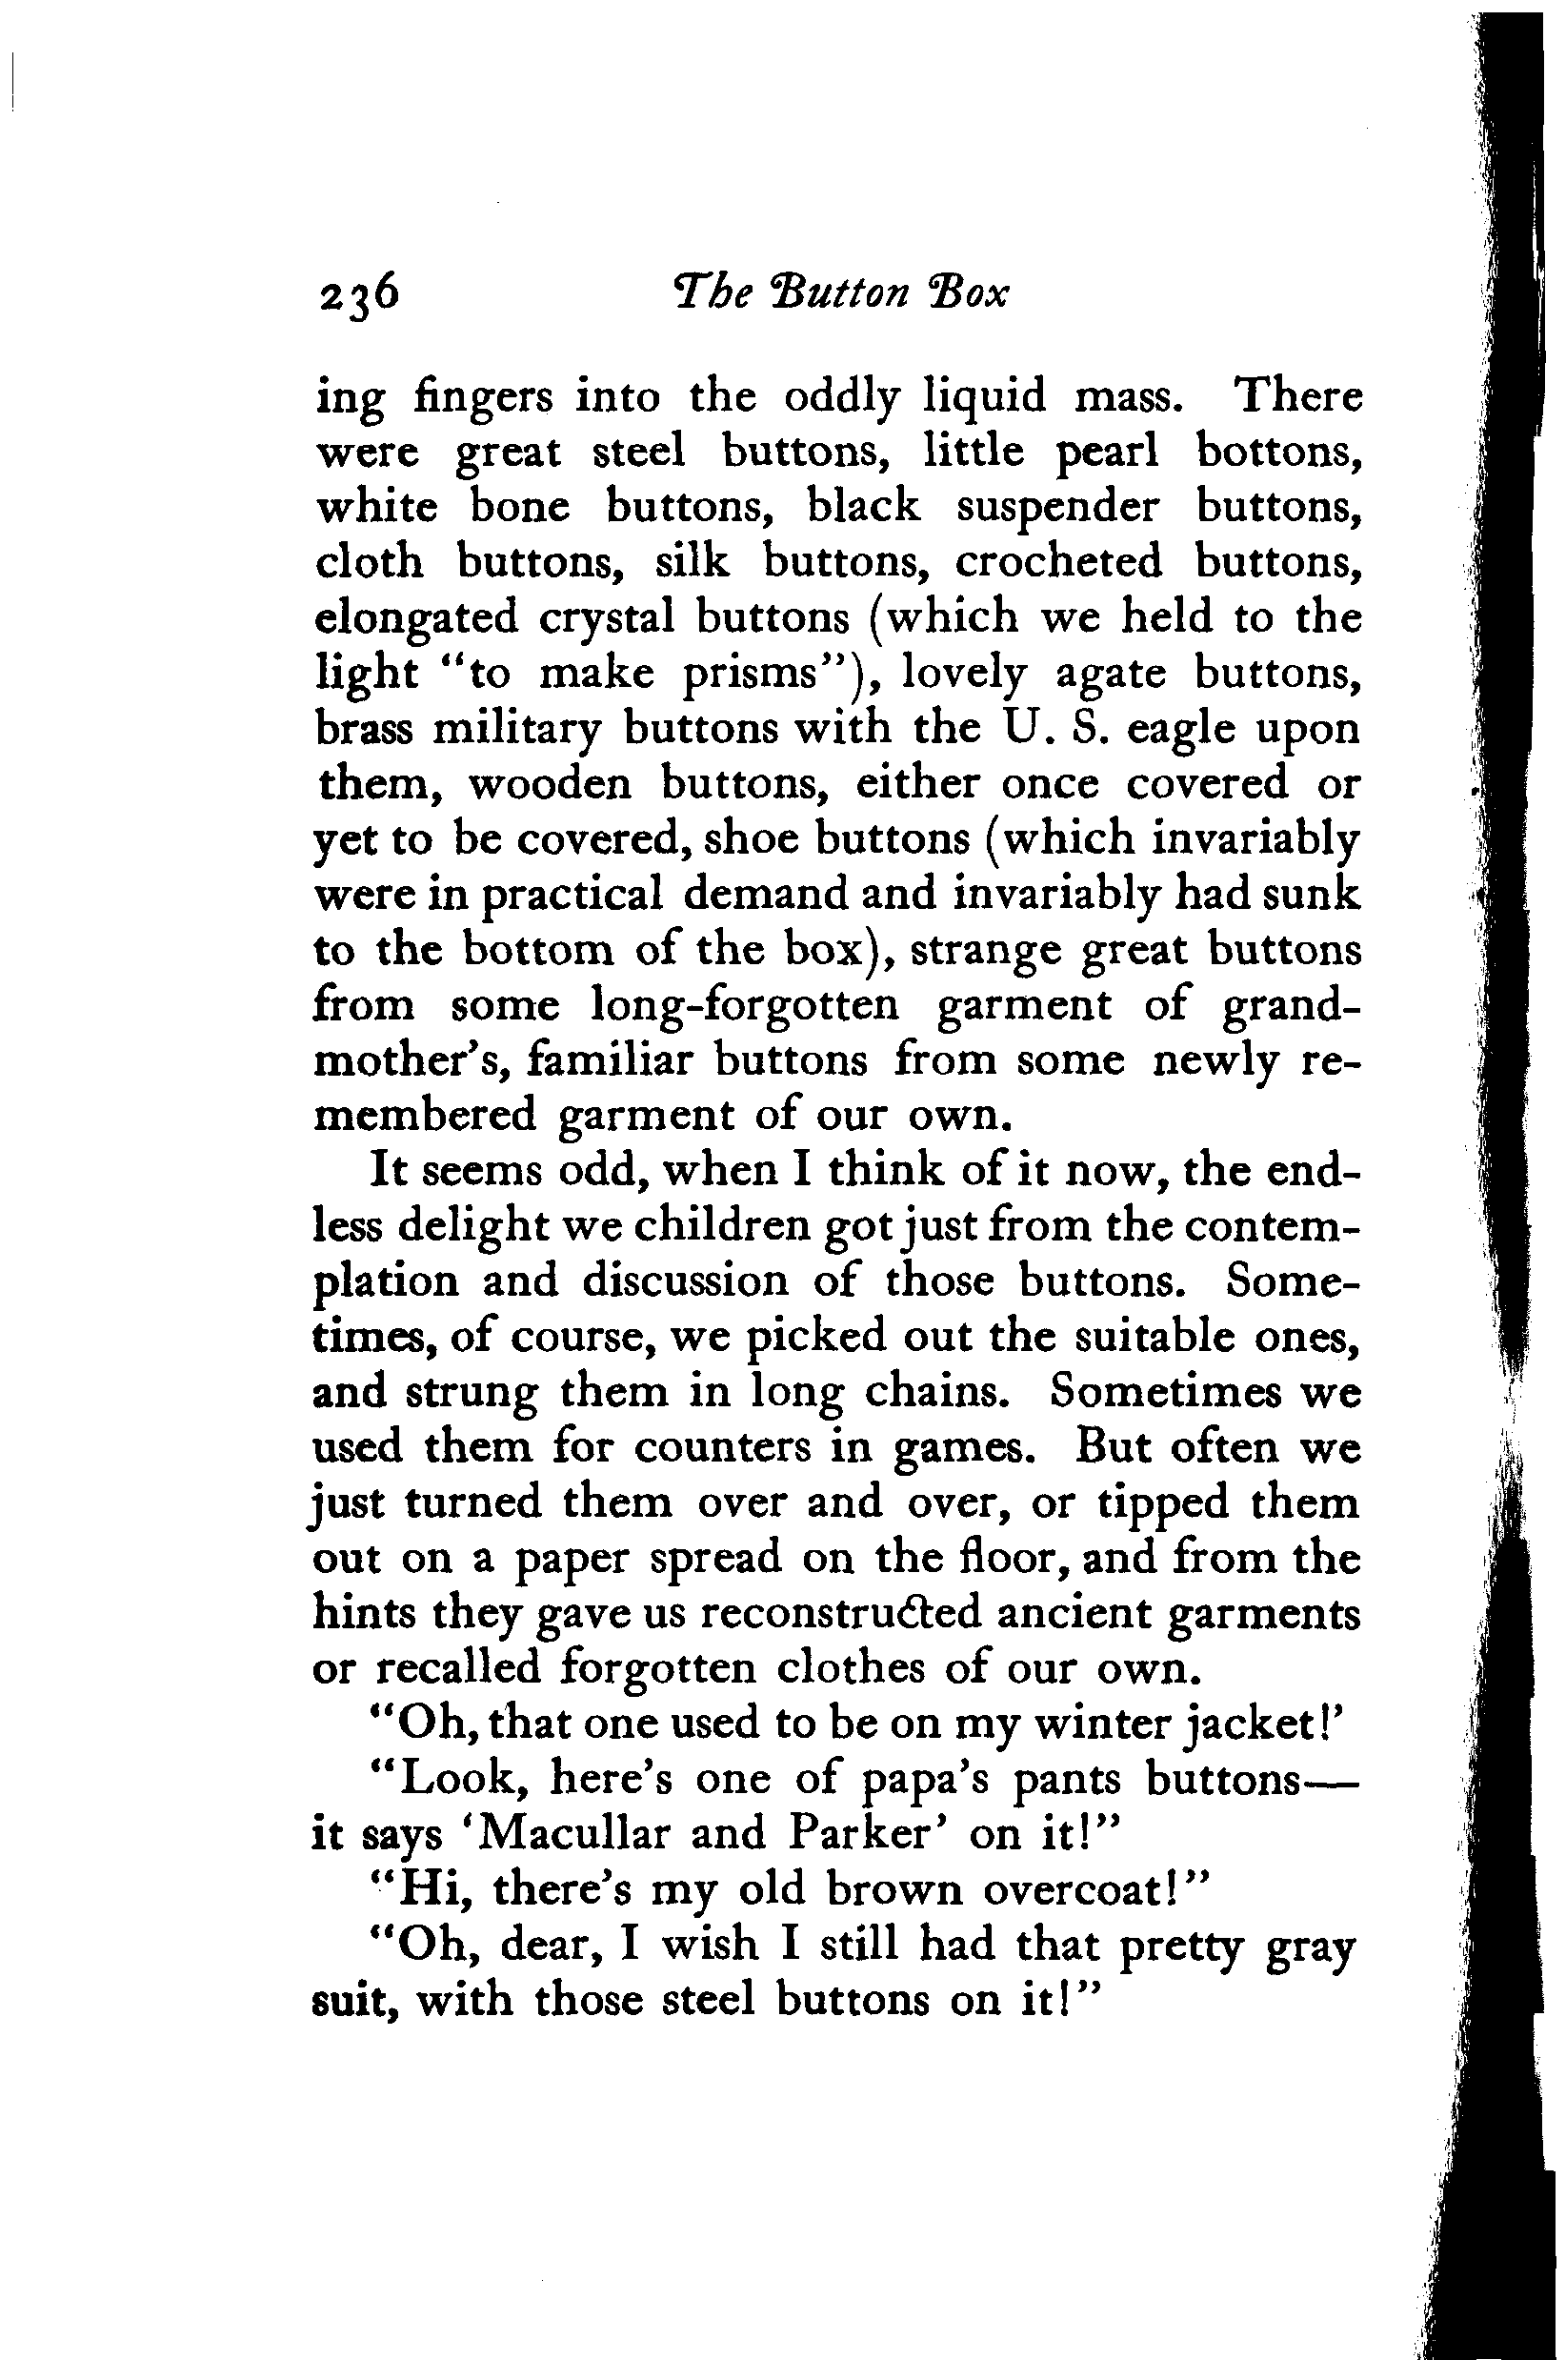 236 The Button Box
ing fingers into the oddly liquid mass. There
were great steel buttons, little pearl bottons,
white bone buttons, black suspender buttons,
cloth buttons, silk buttons, crocheted buttons,
elongated crystal buttons (which we held to the
light “to make prisms”), lovely agate buttons,
brass military buttons with the U. S. eagle upon
them, wooden buttons, either once covered or
yet to be covered, shoe buttons (which invariably
were in practical demand and invariably had sunk
to the bottom of the box), strange great buttons
from some long-forgotten garment of grand-
mother’s, familiar buttons from some newly re-
membered garment of our own.
It seems odd, when I think of it now, the end-
less delight we children got just from the contem-
plation and discussion of those buttons. Some-
times, of course, we picked out the suitable ones,
and strung them in long chains. Sometimes we
used them for counters in games. But often we
just turned them over and over, or tipped them
out on a paper spread on the floor, and from the
hints they gave us reconstructed ancient garments
or recalled forgotten clothes of our own.
“Oh, that one used to be on my winter jacket!’
“Look, here’s one of papa’s pants buttons—
it says ‘Macullar and Parker’ on it!”
“Hi, there’s my old brown overcoat!”
“Oh, dear, I wish I still had that pretty gray
suit, with those steel buttons on it!”